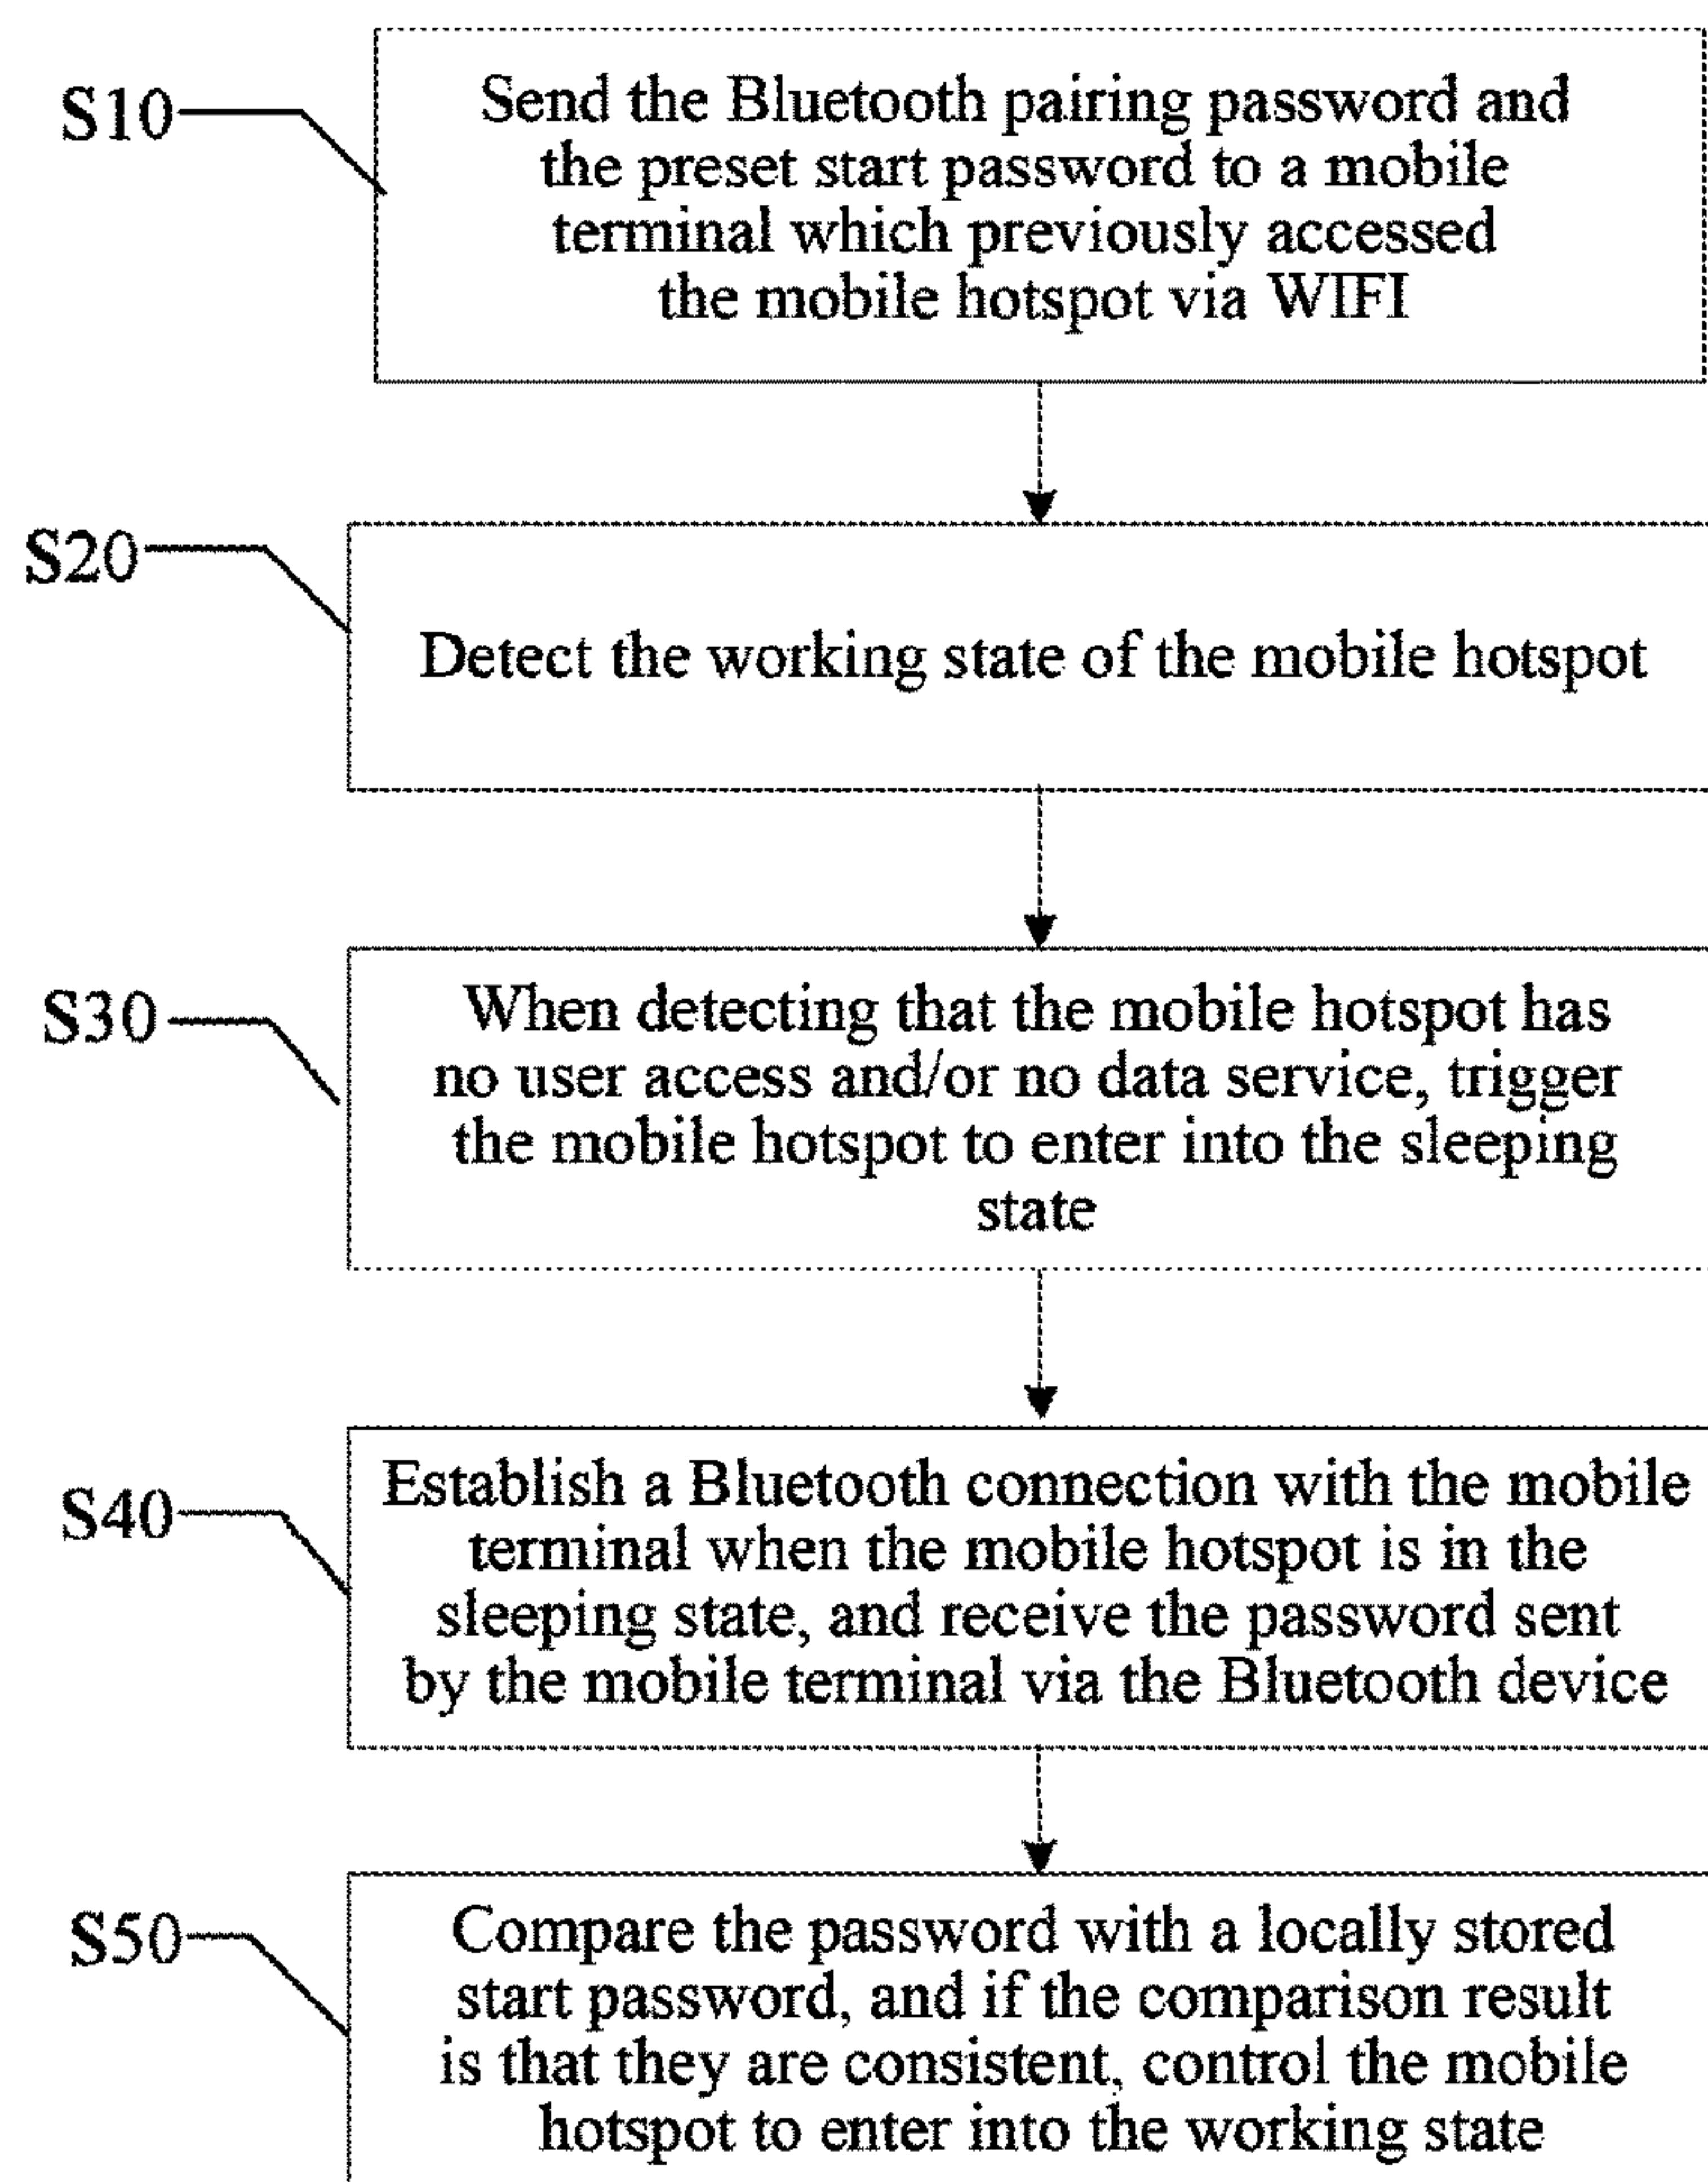 S10
Send the Bluetooth pairing password and
the preset start password to a mobile
terminal which previously accessed
the mobile hotspot via WIFI
S20
Detect the working state of the mobile hotspot
S30
When detecting that the mobile hotspot has
no user access and/or no data service, trigger
the mobile hotspot to enter into the sleeping
state
S40
Establish a Bluetooth connection with the mobile
terminal when the mobile hotspot is in the
sleeping state, and receive the password sent
by the mobile terminal via the Bluetooth device
S50
Compare the password with a locally stored
start password, and if the comparison result
is that they are consistent, control the mobile
hotspot to enter into the working state